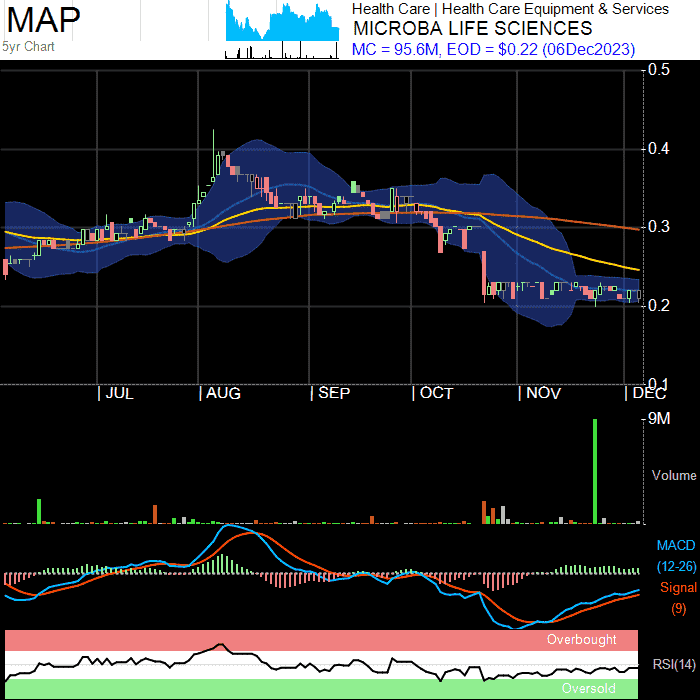 MAP
5yr Chart
Health Care | Health Care Equipment & Services
MICROBA LIFE SCIENCES
MC = 95.6M, EOD = $0.22 (06Dec2023)
0.5
0.4
0.3
0.2
0.1
| JUL | AUG | SEP | OCT | NOV | DEC
9M
Volume
MACD
(12-26)
Signal
(9)
Overbought
RSI(14)
Oversold